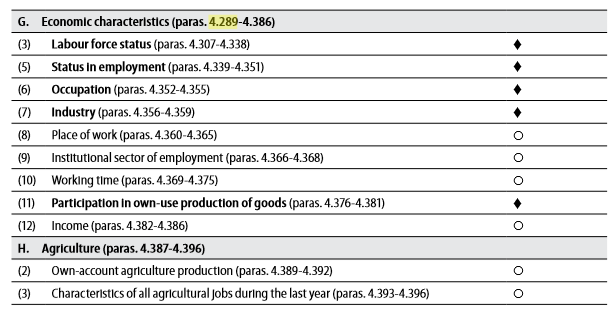 G. Economic characteristics (paras. 4.289-4.386)
(3) Labour force status (paras. 4.307-4.338) ♦
(5) Status in employment (paras. 4.339-4.351) ♦
(6) Occupation (paras. 4.352-4.355) ♦
(7) Industry (paras. 4.356-4.359) ♦
(8) Place of work (paras. 4.360-4.365) ○
(9) Institutional sector of employment (paras. 4.366-4.368) ○
(10) Working time (paras. 4.369-4.375) ○
(11) Participation in own-use production of goods (paras. 4.376-4.381) ♦
(12) Income (paras. 4.382-4.386) ○
H. Agriculture (paras. 4.387-4.396)
(2) Own-account agriculture production (paras. 4.389-4.392) ○
(3) Characteristics of all agricultural jobs during the last year (paras. 4.393-4.396) ○